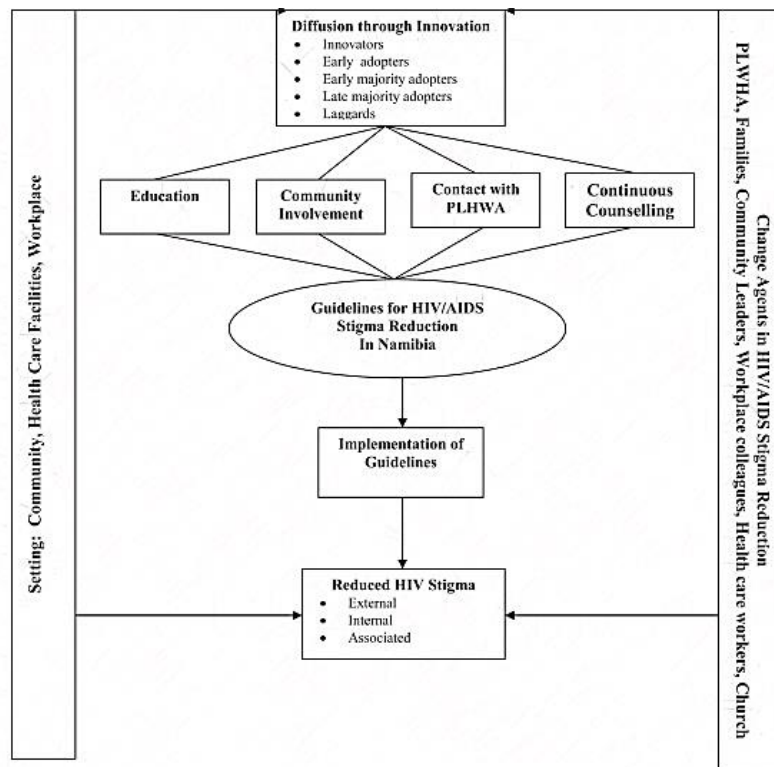 Diffusion through Innovation
• Innovators
• Early adopters
• Early majority adopters
• Late majority adopters
• Laggards
Education
Community
Involvement
Contact with
PLHWA
Continuous
Counselling
Guidelines for HIV/AIDS
Stigma Reduction
In Namibia
Implementation of
Guidelines
Reduced HIV Stigma
• External
• Internal
• Associated
Setting: Community, Health Care Facilities, Workplace
Change Agents in HIV/AIDS Stigma Reduction
PLWHA, Families, Community Leaders, Workplace colleagues, Health care workers, Church